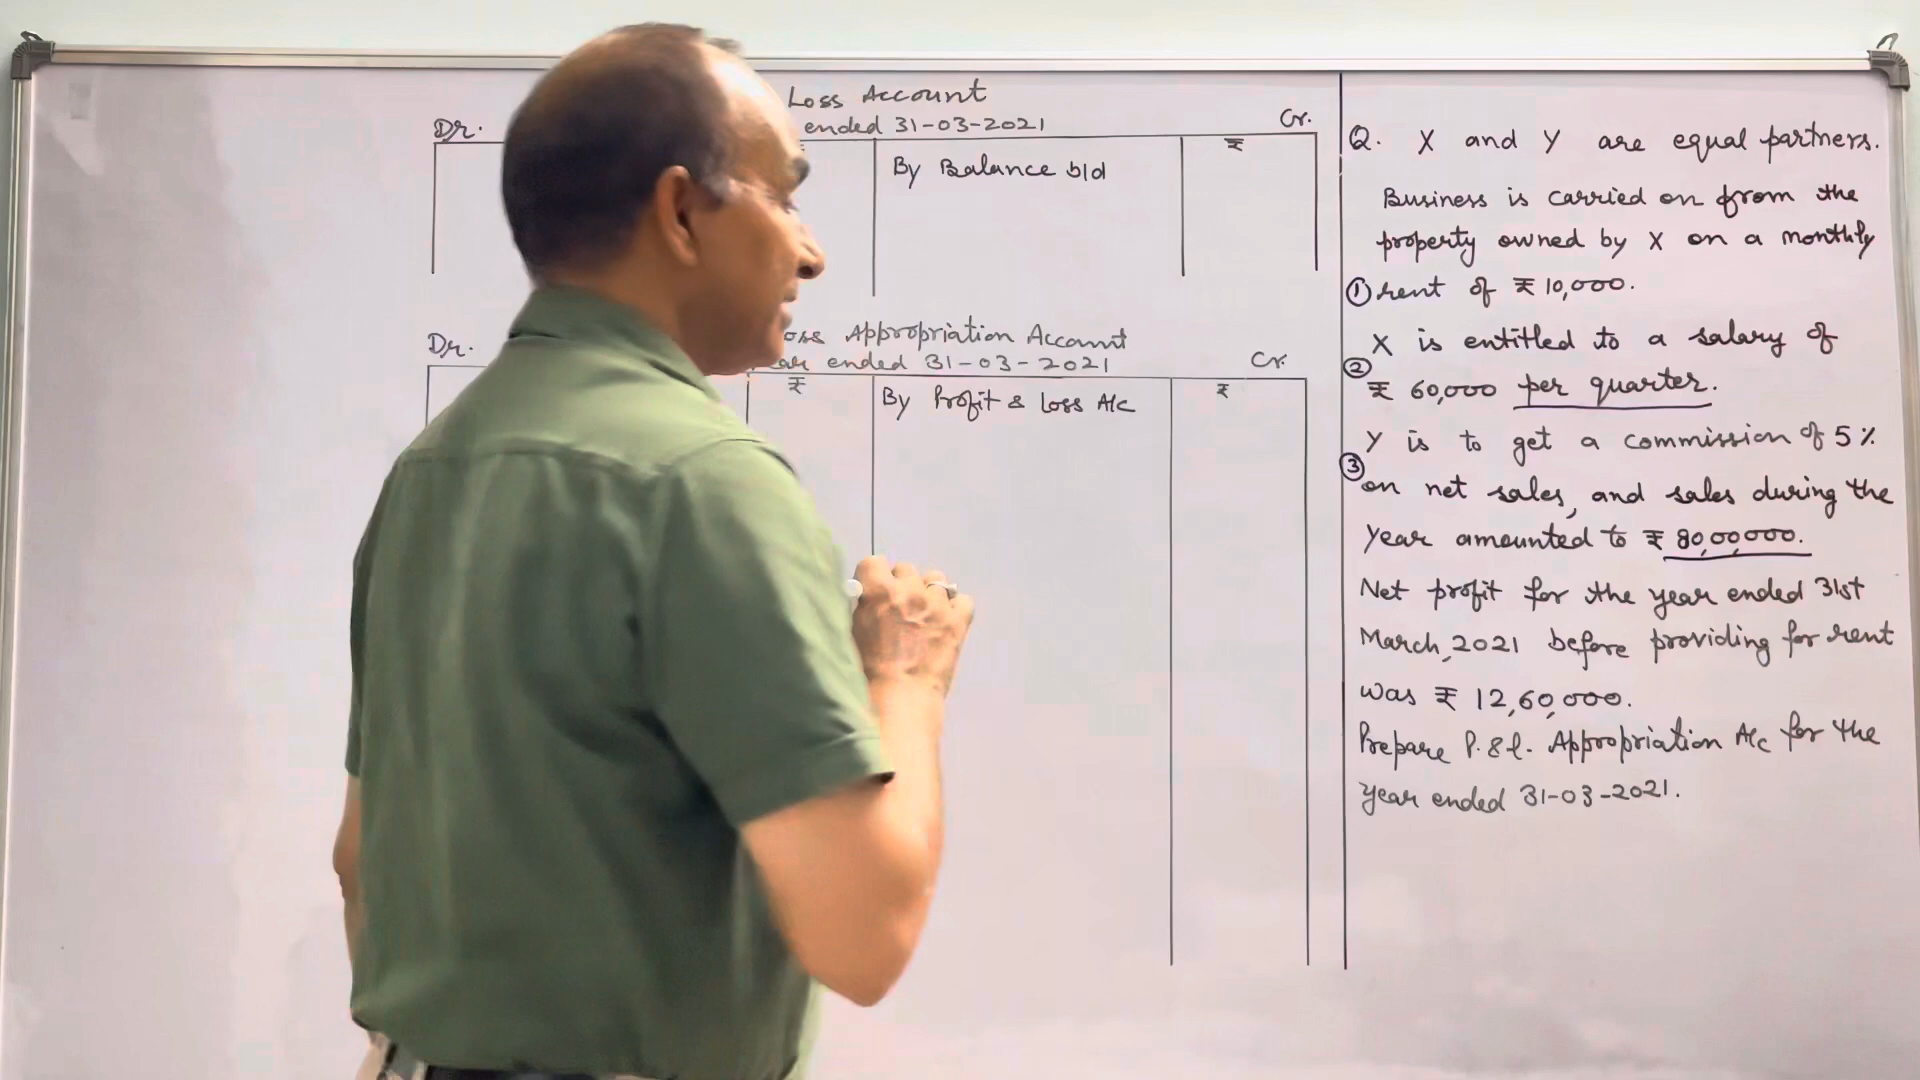 Loss Account
Dr. ended 31-03-2021 Cr.
₹ ₹
By Balance b/d
oss Appropriation Account
Dr. ear ended 31-03-2021 Cr.
₹ ₹
By Profit & Loss A/c
Q. X and Y are equal partners.
Business is carried on from the
property owned by X on a monthly
① rent of ₹ 10,000.
X is entitled to a salary of
② ₹ 60,000 per quarter.
Y is to get a commission of 5%
③ on net sales, and sales during the
Year amounted to ₹ 80,00,000.
Net profit for the year ended 31st
March, 2021 before providing for rent
was ₹ 12,60,000.
Prepare P. & L. Appropriation A/c for the
year ended 31-03-2021.